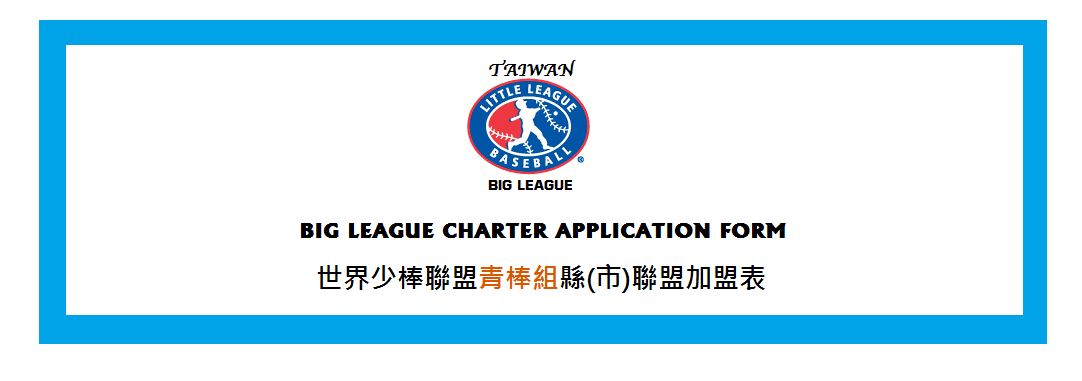 TAIWAN
LITTLE LEAGUE
BASEBALL
®
BIG LEAGUE
BIG LEAGUE CHARTER APPLICATION FORM
世界少棒聯盟青棒組縣(市)聯盟加盟表